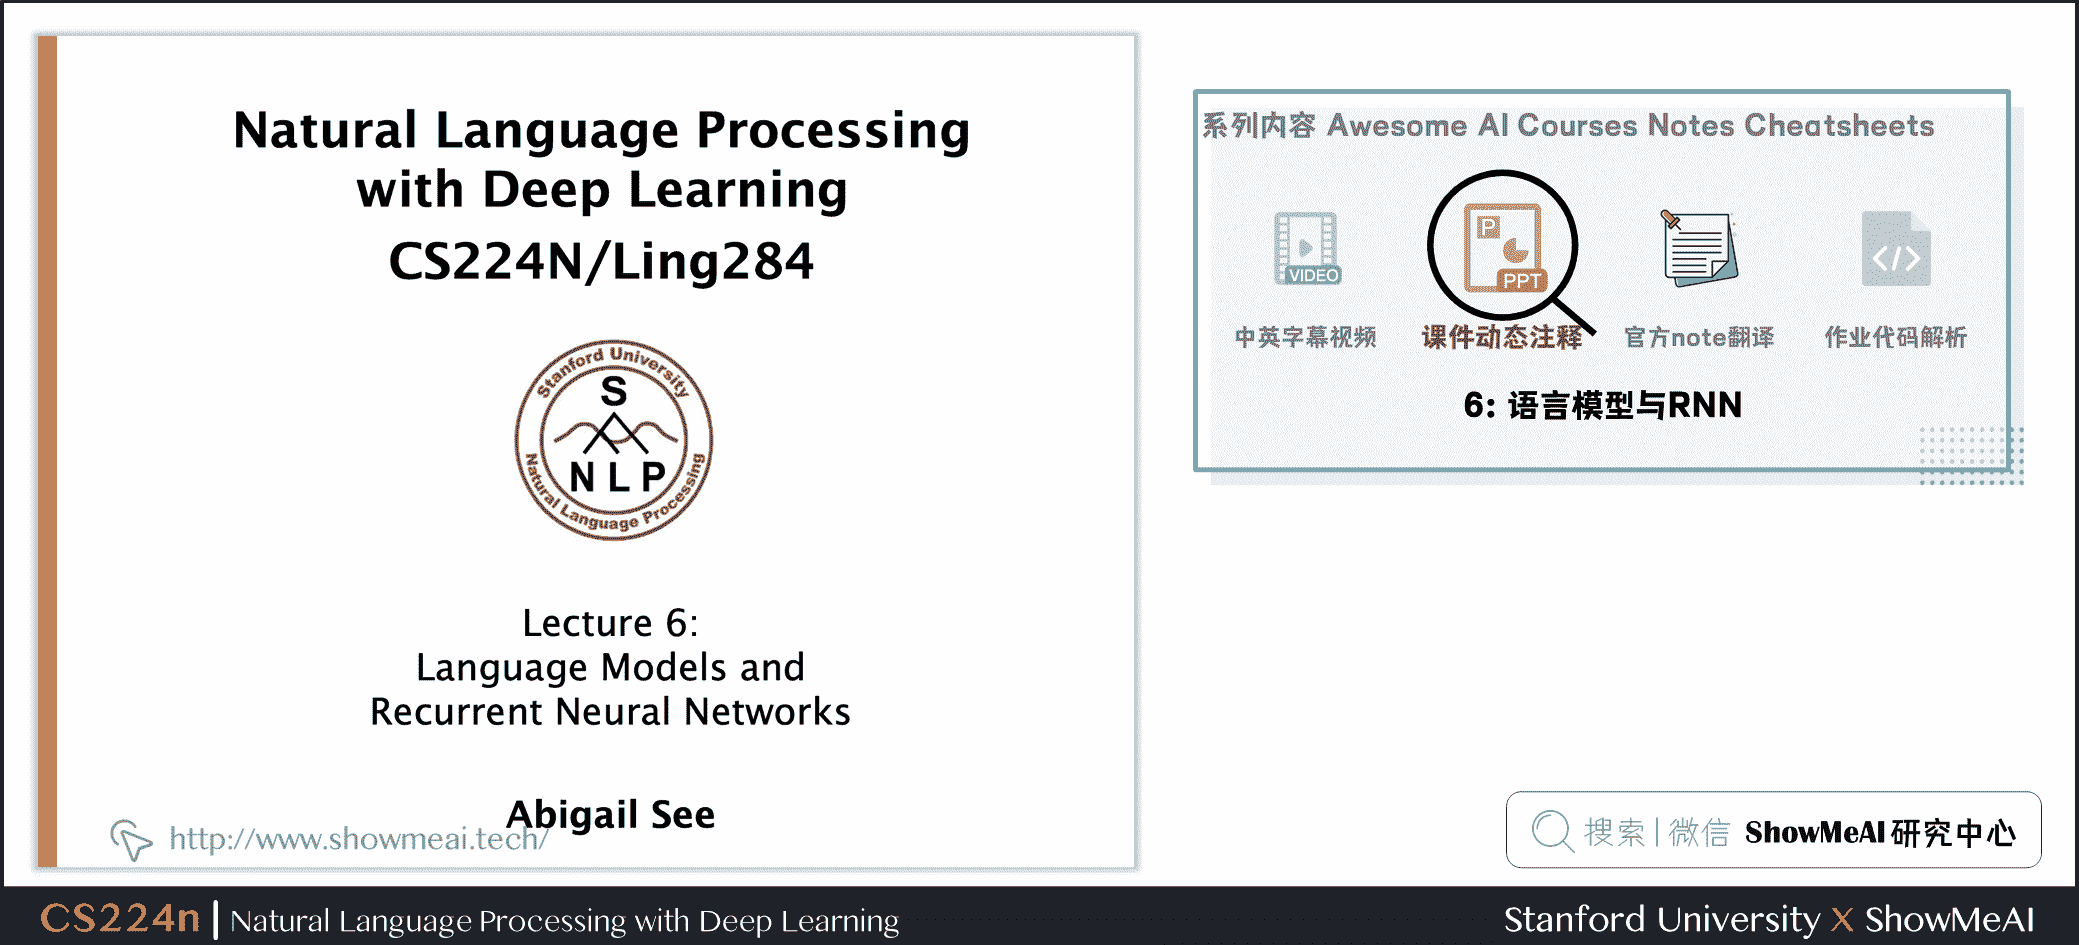 Natural Language Processing
with Deep Learning
CS224N/Ling284
Stanford University
S
N L P
Natural Language Processing
Lecture 6:
Language Models and
Recurrent Neural Networks
Abigail See
http://www.showmeai.tech/
系列内容 Awesome AI Courses Notes Cheatsheets
VIDEO
P
PPT
</>
中英字幕视频
课件动态注释
官方note翻译
作业代码解析
6: 语言模型与RNN
搜索|微信 ShowMeAI研究中心
CS224n | Natural Language Processing with Deep Learning
Stanford University X ShowMeAI